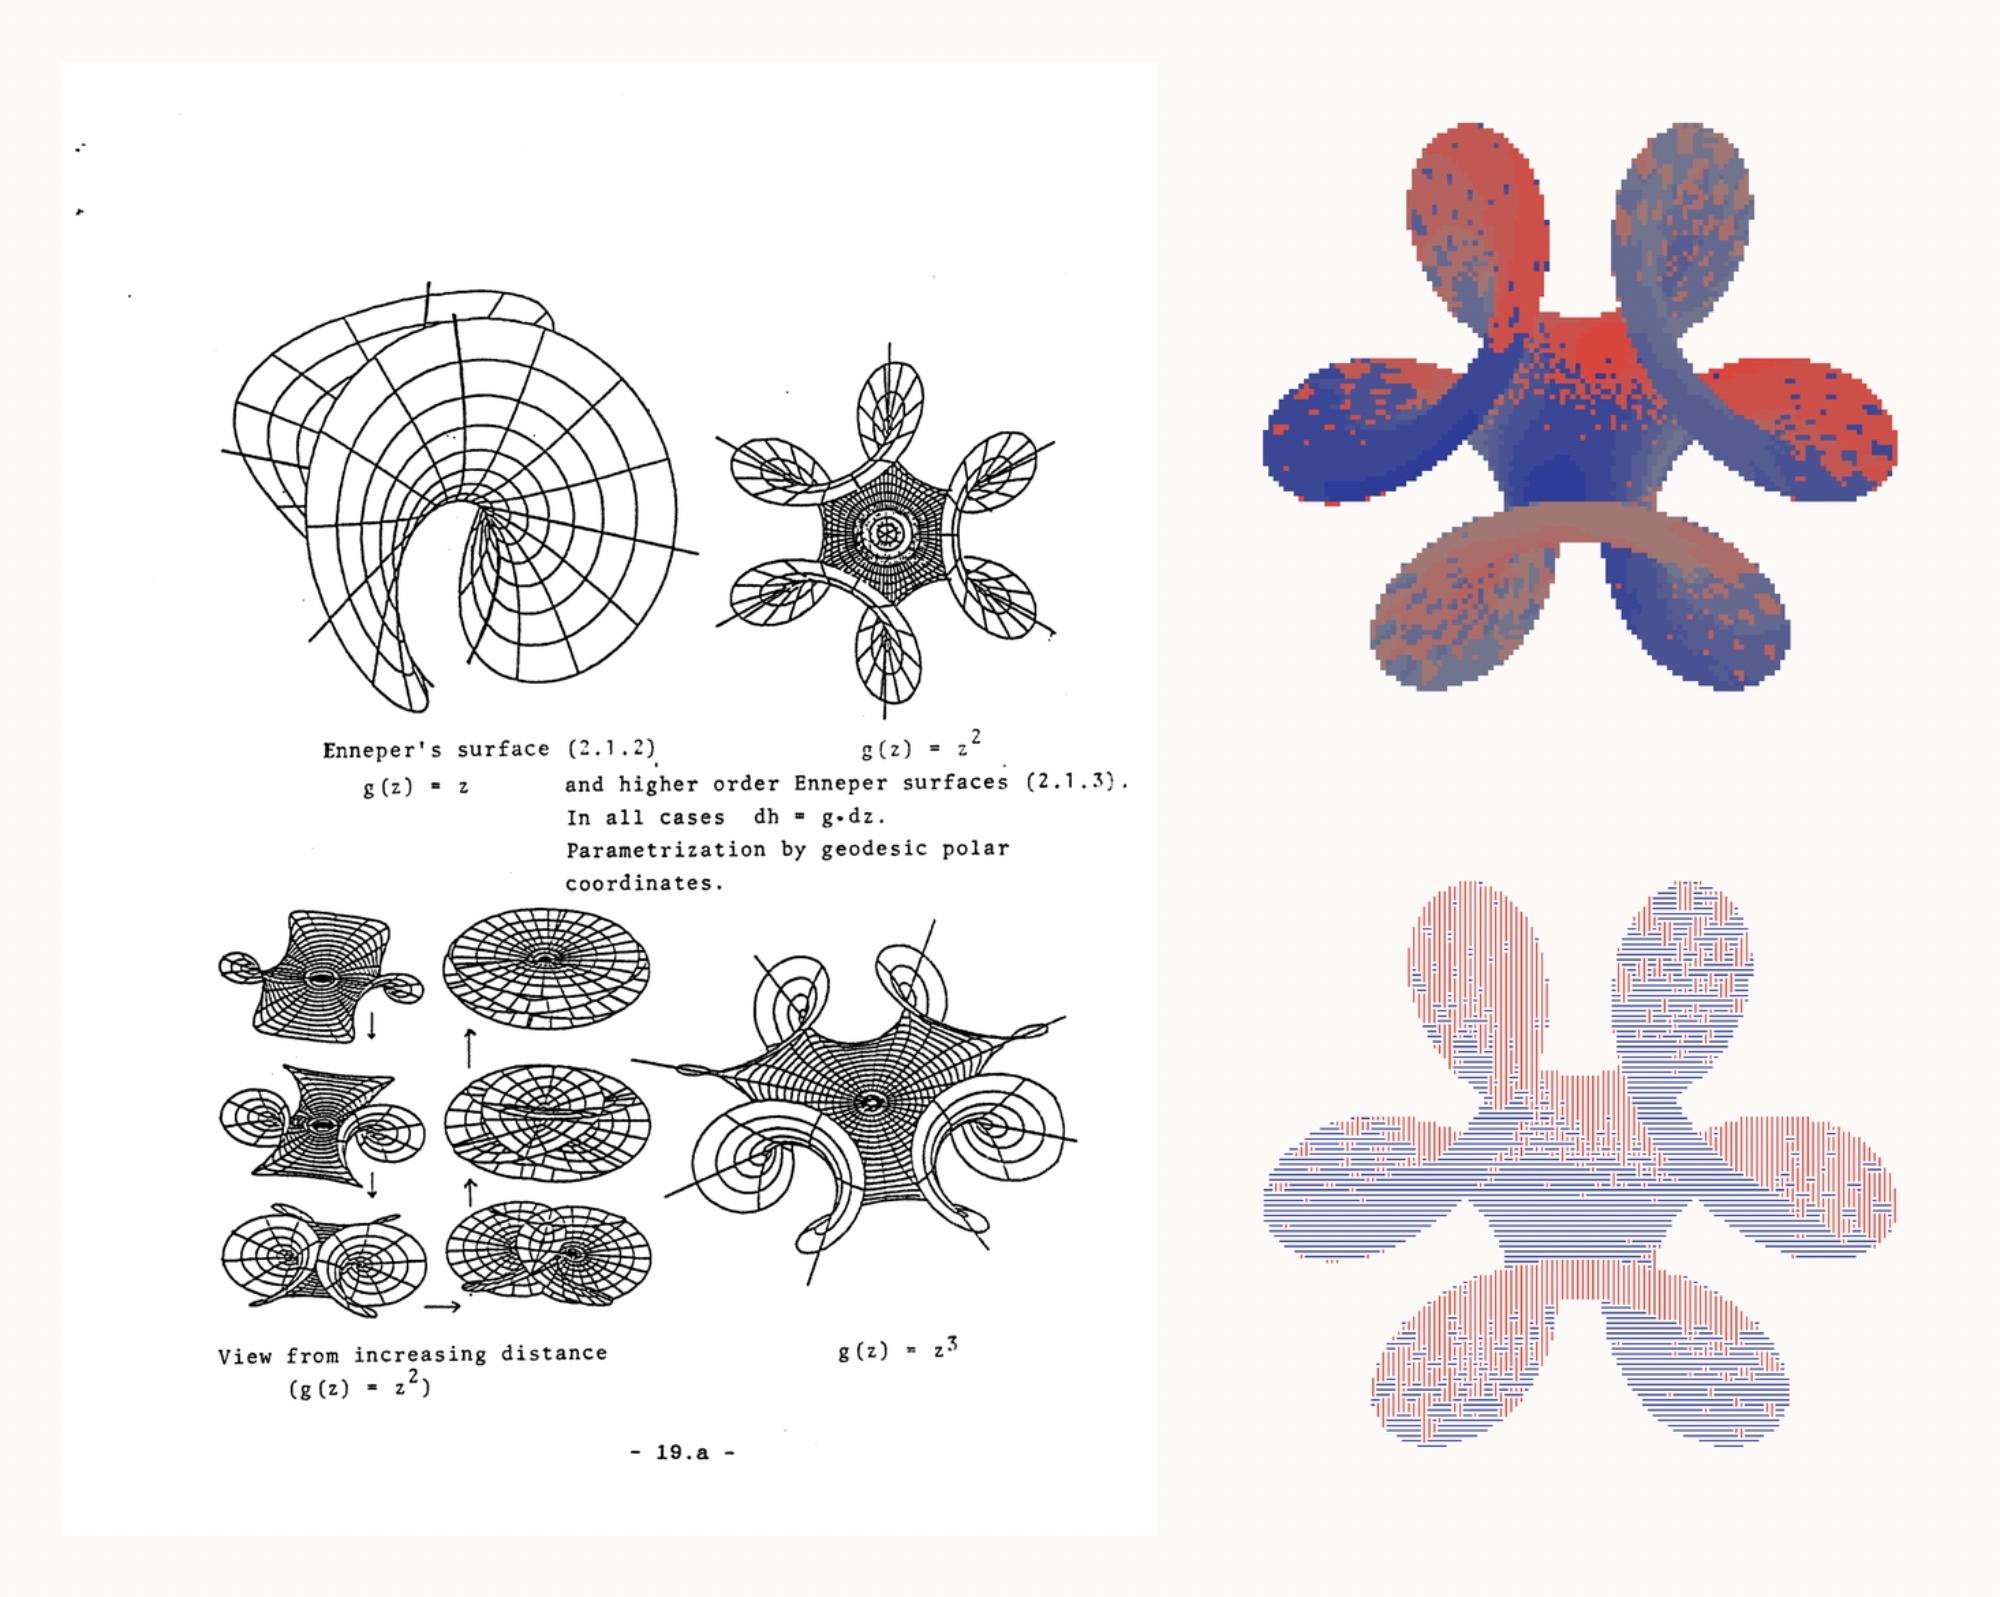 Enneper's surface (2.1.2)
g(z) = z²
g(z) = z
and higher order Enneper surfaces (2.1.3).
In all cases dh = g•dz.
Parametrization by geodesic polar
coordinates.
View from increasing distance
(g(z) = z²)
g(z) = z³
- 19.a -